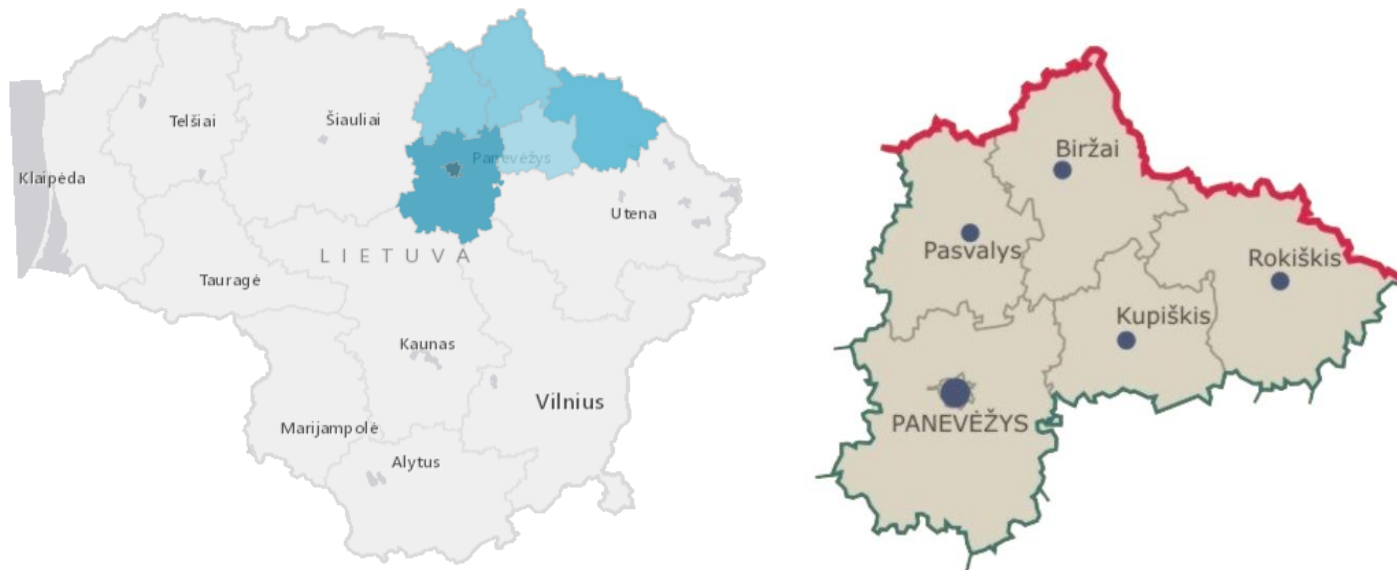 Telšiai
Šiauliai
Panevėžys
Klaipėda
Utena
LIETUVA
Tauragė
Kaunas
Vilnius
Marijampolė
Alytus
Biržai
Pasvalys
Rokiškis
Kupiškis
PANEVĖŽYS